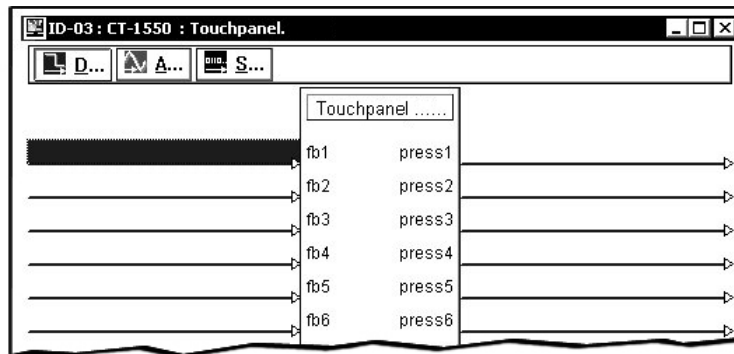 ID-03 : CT-1550 : Touchpanel.
D... A... S...
Touchpanel ......
fb1 press1
fb2 press2
fb3 press3
fb4 press4
fb5 press5
fb6 press6